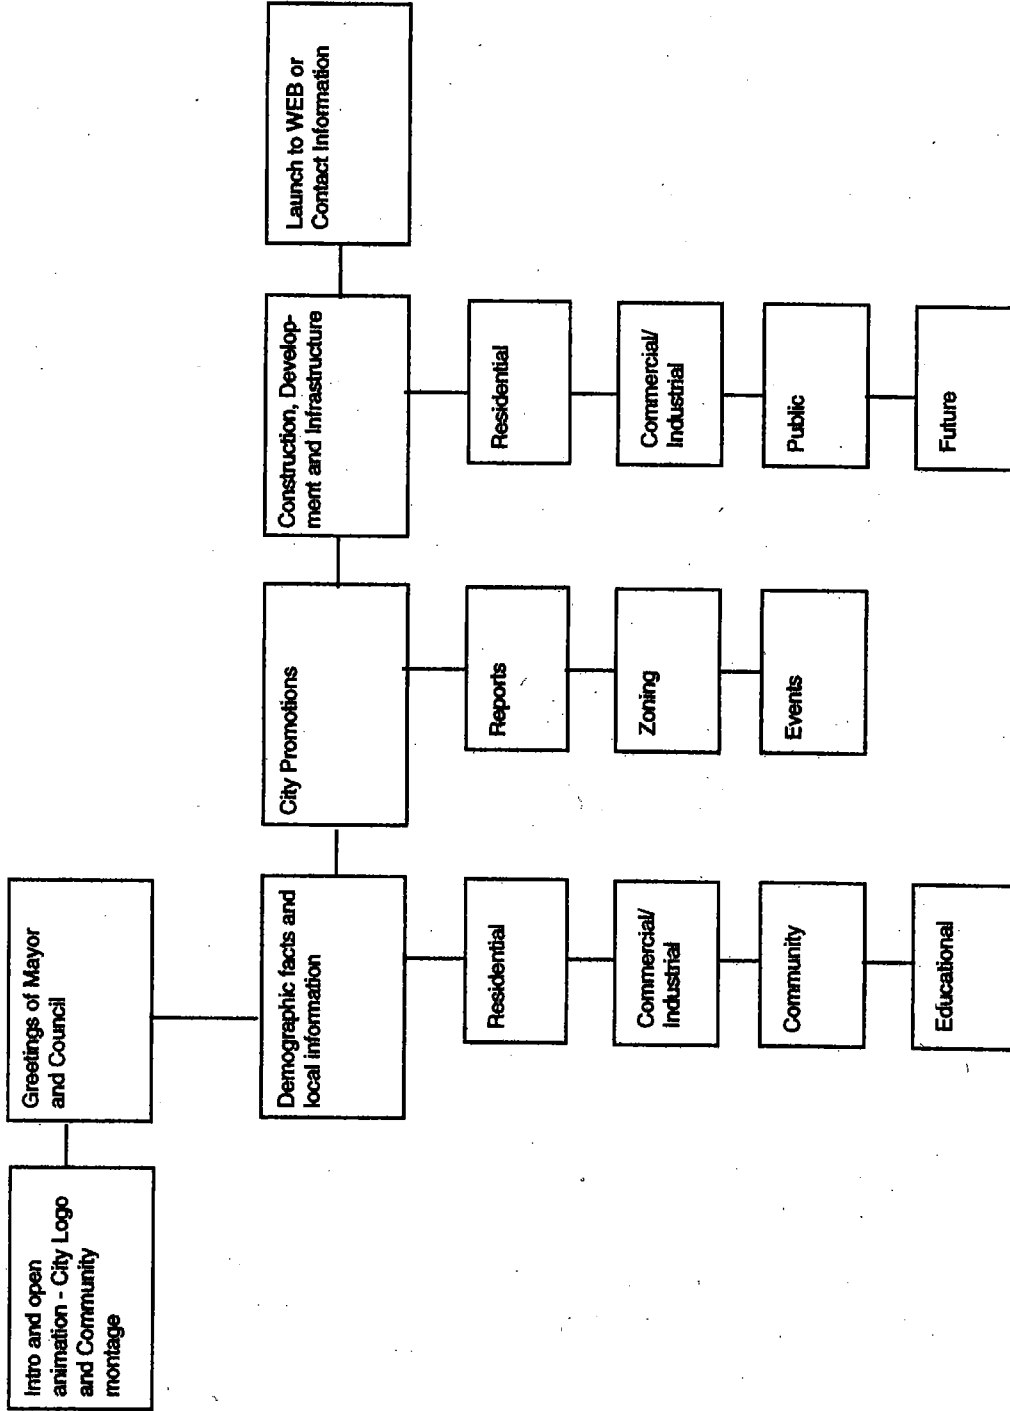 Intro and open
animation - City Logo
and Community
montage
Greetings of Mayor
and Council
Demographic facts and
local information
City Promotions
Construction, Develop-
ment and Infrastructure
Launch to WEB or
Contact Information
Residential
Commercial/
Industrial
Community
Educational
Reports
Zoning
Events
Residential
Commercial/
Industrial
Public
Future